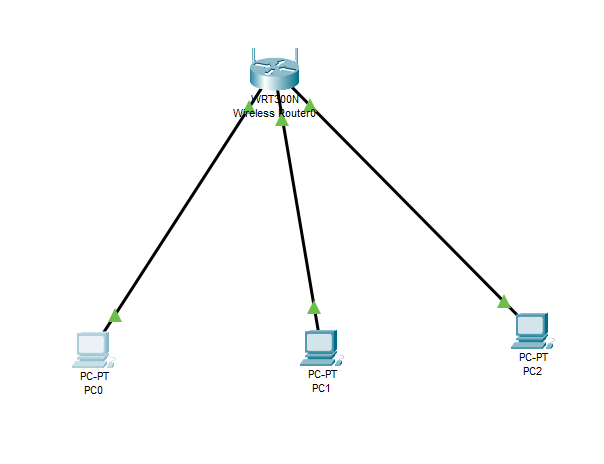 WRT300N
Wireless Router0
PC-PT
PC0
PC-PT
PC1
PC-PT
PC2